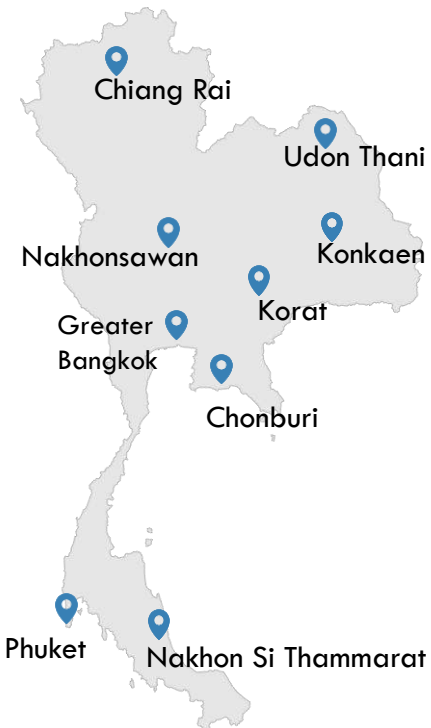 Chiang Rai
Udon Thani
Nakhonsawan
Konkaen
Korat
Greater
Bangkok
Chonburi
Phuket
Nakhon Si Thammarat